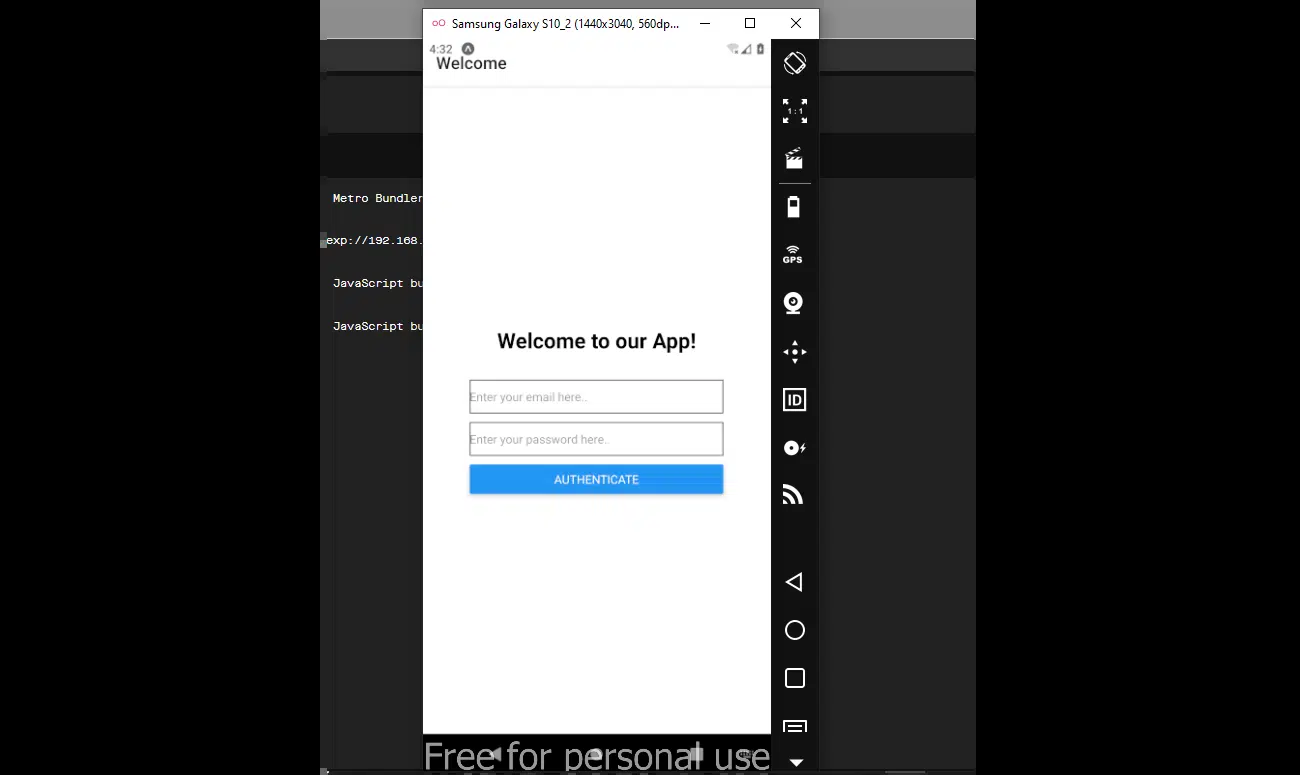 Samsung Galaxy S10_2 (1440x3040, 560dp...
4:32
Welcome
1:1
Metro Bundler
exp://192.168.
GPS
JavaScript bu
JavaScript bu
Welcome to our App!
Enter your email here..
ID
Enter your password here..
AUTHENTICATE
Free for personal use